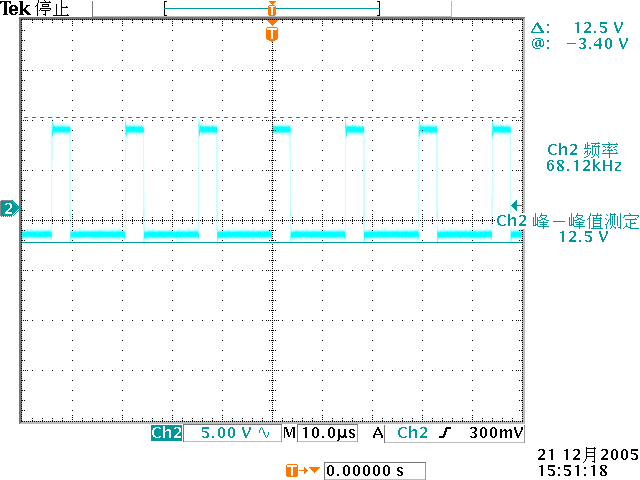 Tek 停止
T
T
Δ: 12.5 V
@: −3.40 V
Ch2 频率
68.12kHz
2
Ch2 峰－峰值测定
12.5 V
Ch2 5.00 V M 10.0µs A Ch2 300mV
21 12月2005
15:51:18
T 0.00000 s